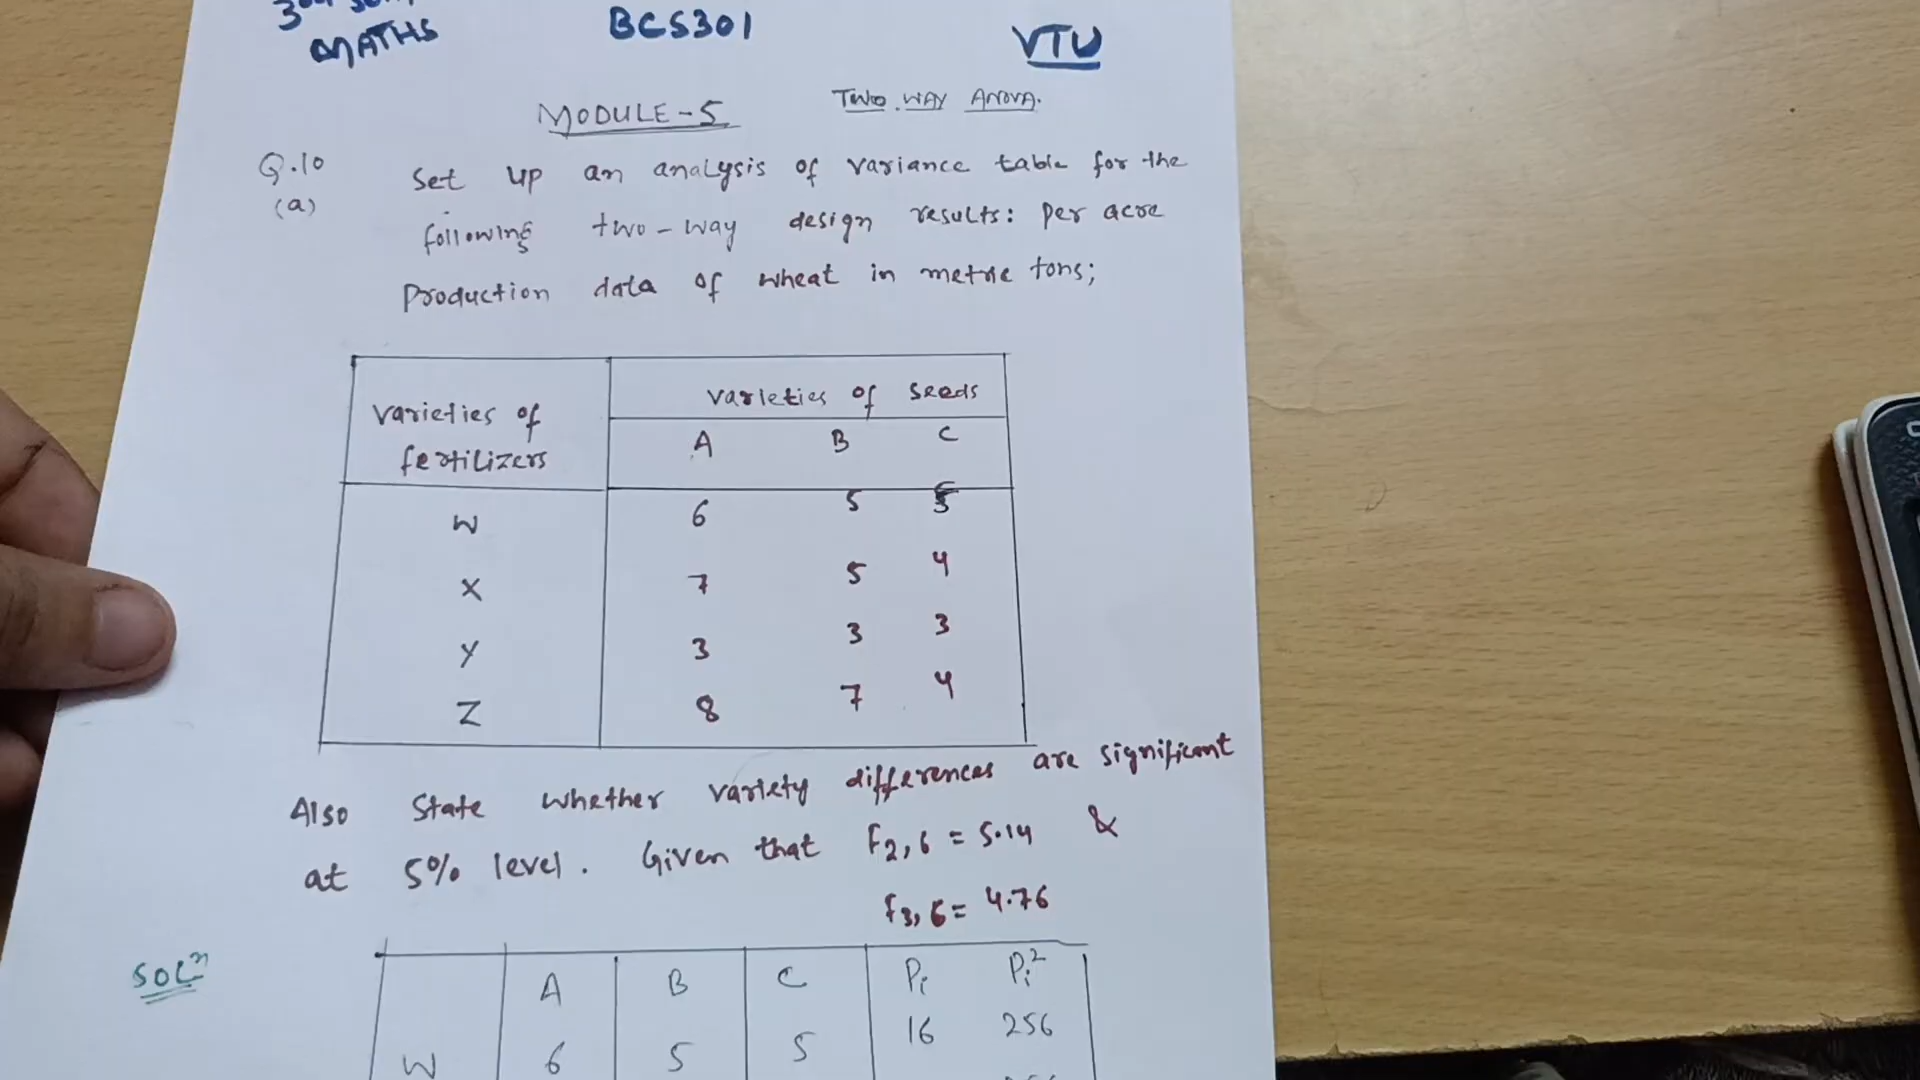 MATHS BCS301 VTU
MODULE-5 TWO WAY ANOVA.
Q.10 Set up an analysis of variance table for the
(a) following two-way design results: per acre
Production data of wheat in metric tons;
Varieties of fertilizers
Varieties of seeds
A B C
W 6 5 5
X 7 5 4
Y 3 3 3
Z 8 7 4
Also State whether variety differences are significant
at 5% level. Given that F2,6 = 5.14 &
F3,6 = 4.76
SOLn
A B C Pi Pi²
W 6 5 5 16 256